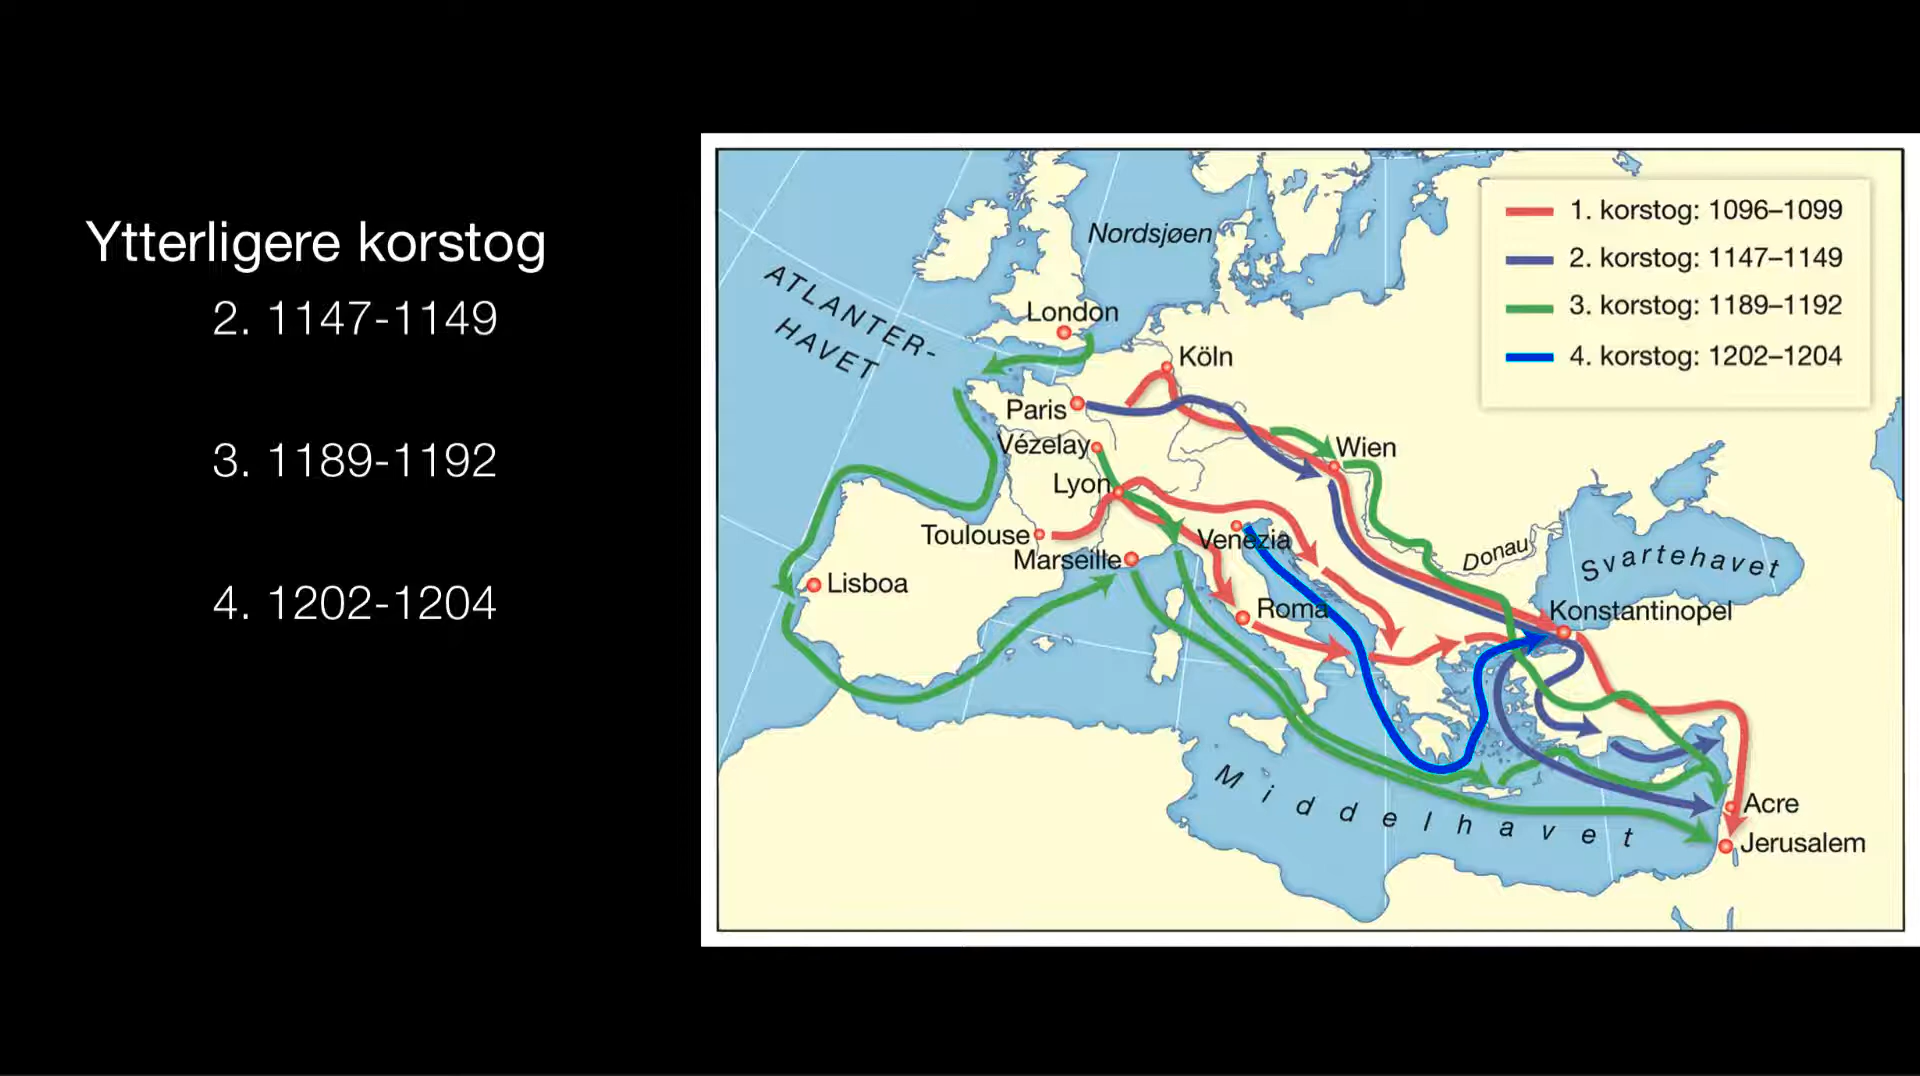 Ytterligere korstog
2. 1147-1149
3. 1189-1192
4. 1202-1204
1. korstog: 1096–1099
2. korstog: 1147–1149
3. korstog: 1189–1192
4. korstog: 1202–1204
Nordsjøen
ATLANTER-
HAVET
London
Köln
Paris
Vézelay
Wien
Lyon
Toulouse
Venezia
Marseille
Donau
Svartehavet
Lisboa
Roma
Konstantinopel
Middelhavet
Acre
Jerusalem